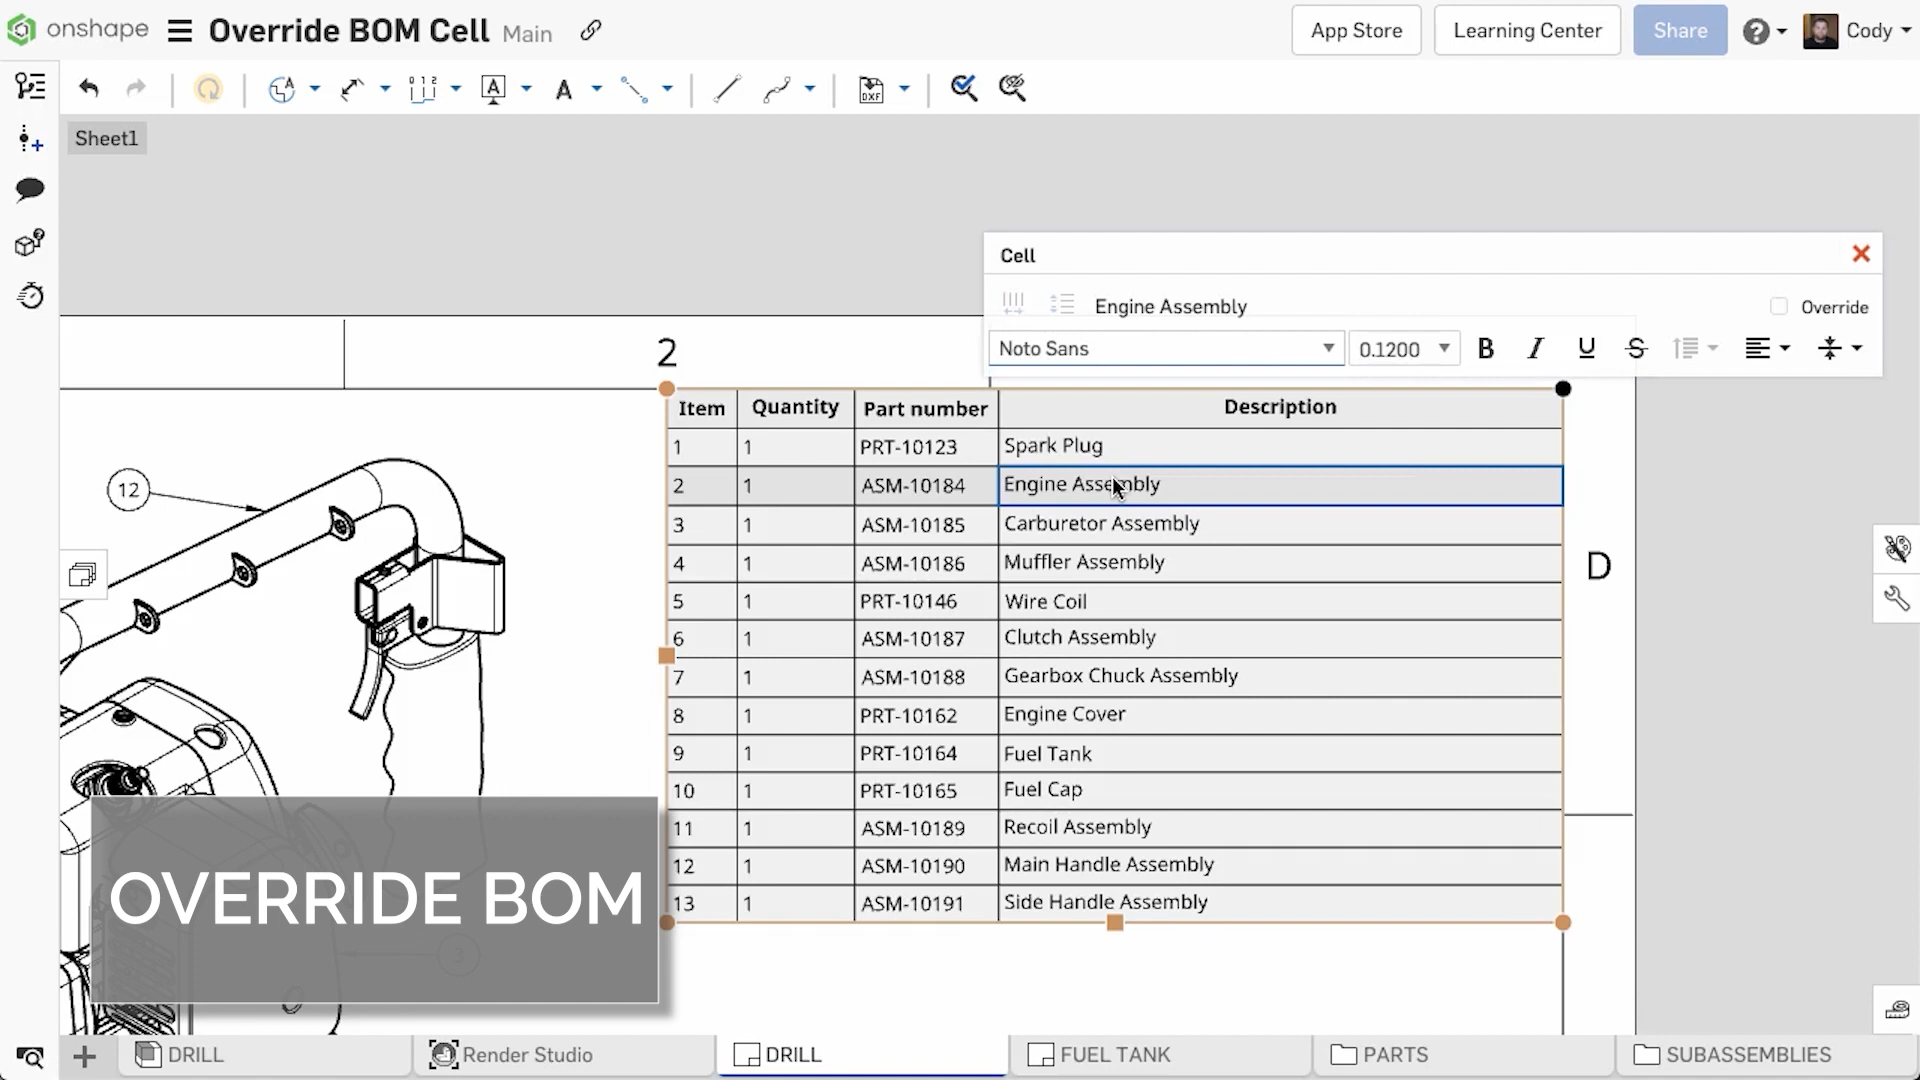 onshape Override BOM Cell Main App Store Learning Center Share Cody
Sheet1
Cell
Engine Assembly Override
Noto Sans 0.1200 B I U S
2
Item Quantity Part number Description
1 1 PRT-10123 Spark Plug
2 1 ASM-10184 Engine Assembly
3 1 ASM-10185 Carburetor Assembly
4 1 ASM-10186 Muffler Assembly
5 1 PRT-10146 Wire Coil
6 1 ASM-10187 Clutch Assembly
7 1 ASM-10188 Gearbox Chuck Assembly
8 1 PRT-10162 Engine Cover
9 1 PRT-10164 Fuel Tank
10 1 PRT-10165 Fuel Cap
11 1 ASM-10189 Recoil Assembly
12 1 ASM-10190 Main Handle Assembly
13 1 ASM-10191 Side Handle Assembly
12
D
OVERRIDE BOM
3
DRILL Render Studio DRILL FUEL TANK PARTS SUBASSEMBLIES